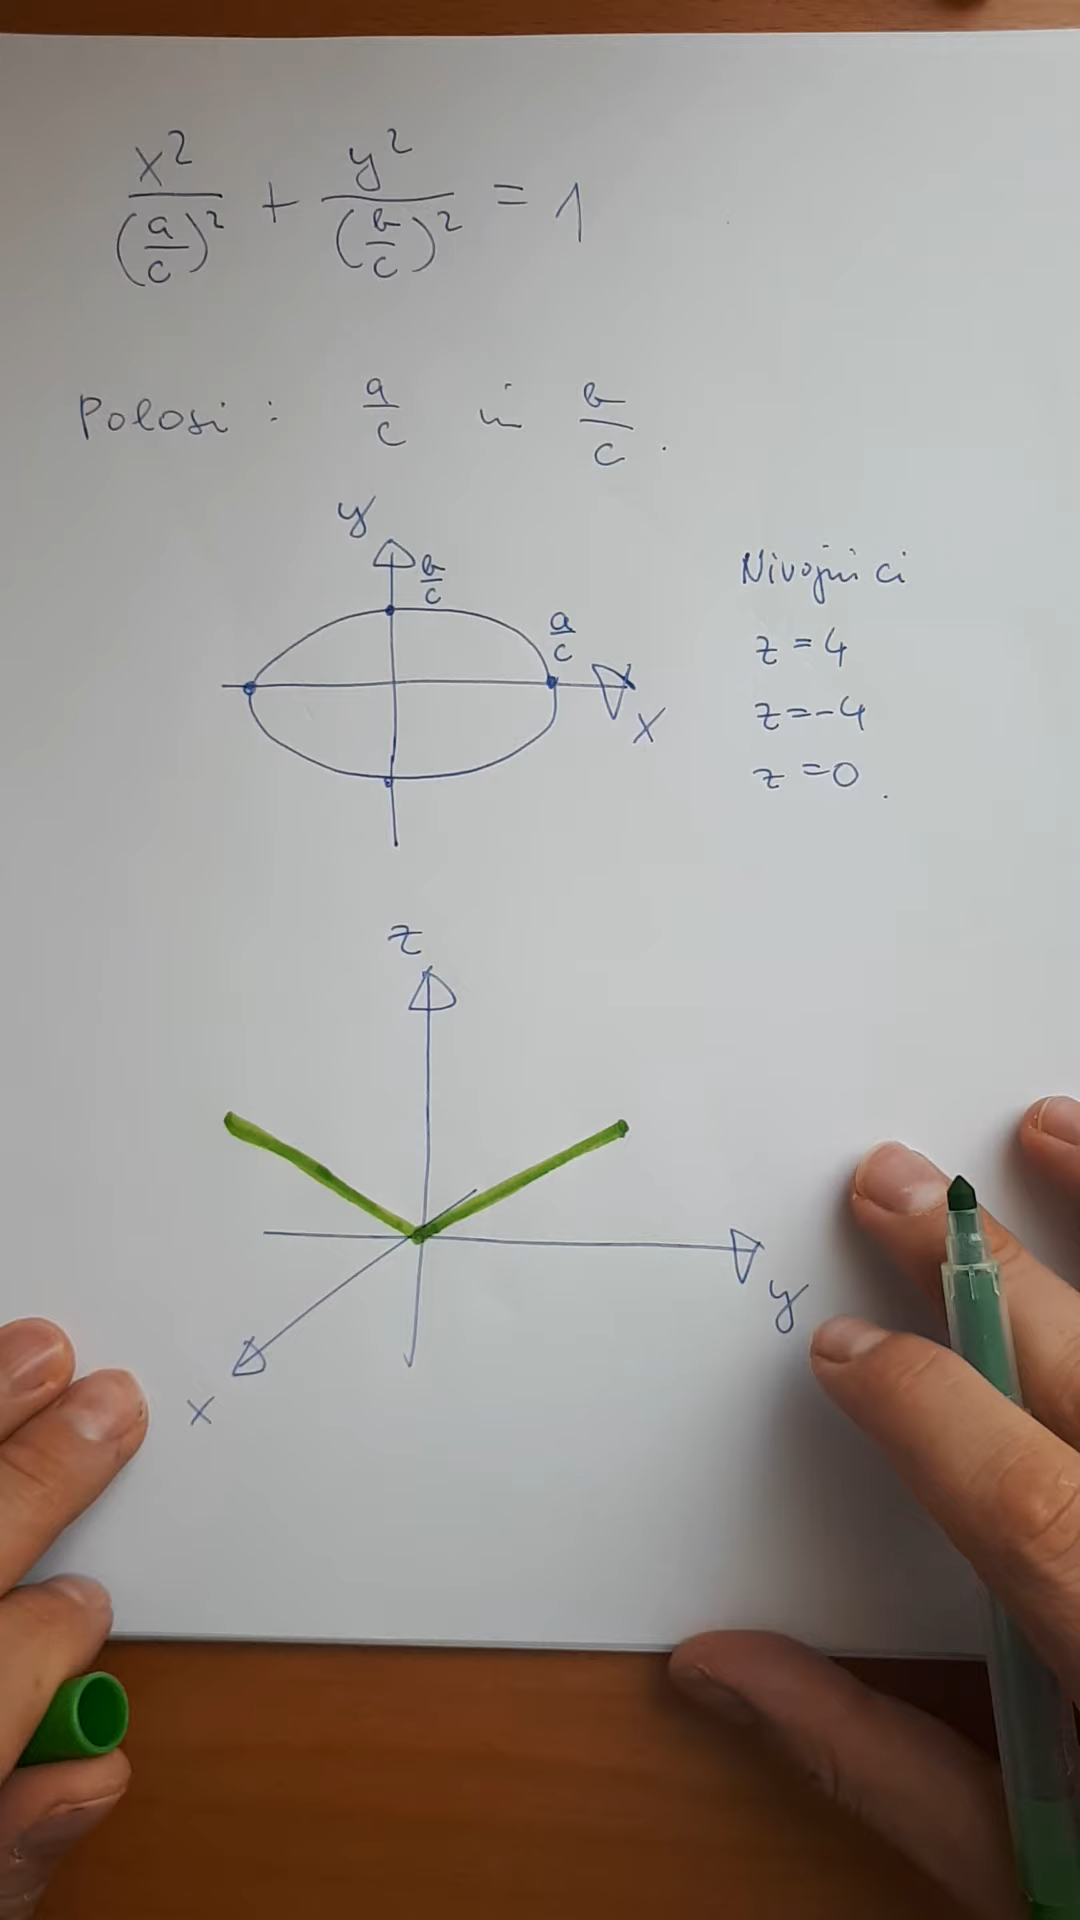 x²/(a/c)² + y²/(b/c)² = 1
Polosi : a/c in b/c .
y
b/c
a/c
x
Nivojnici
z = 4
z = -4
z = 0 .
z
y
x